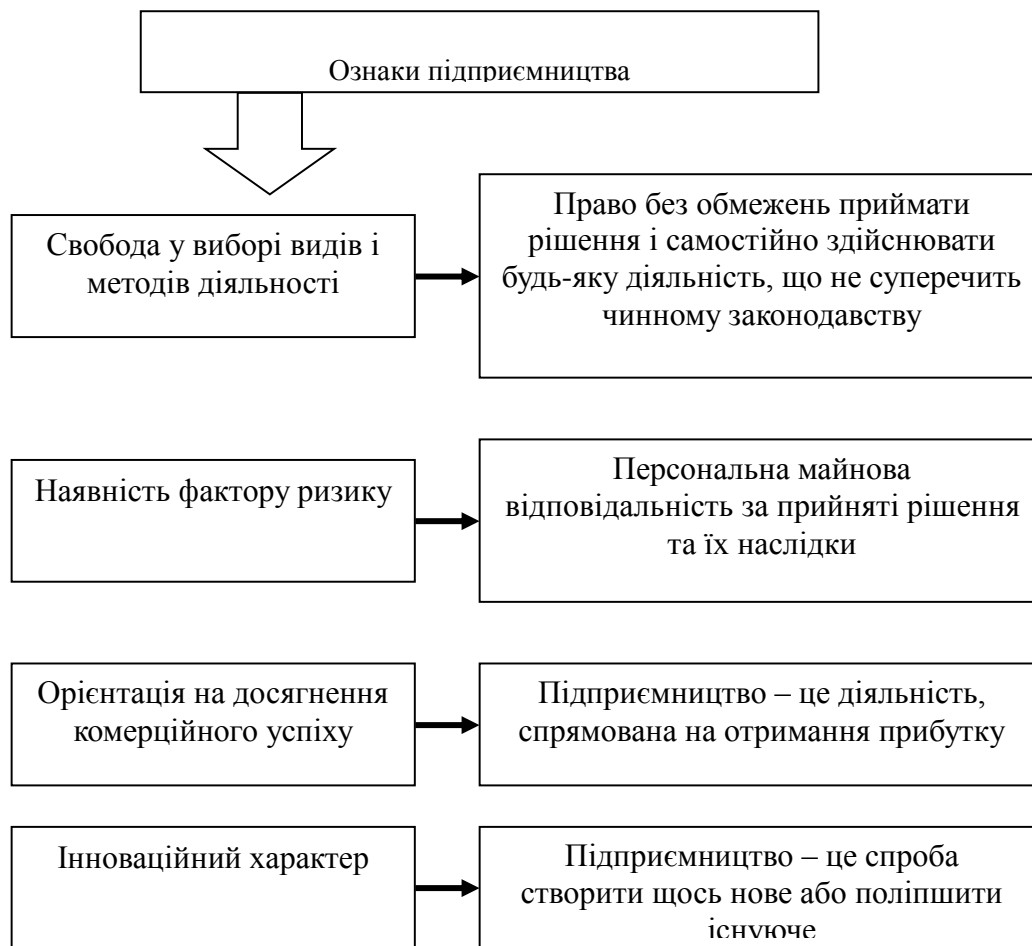 Ознаки підприємництва
Свобода у виборі видів і
методів діяльності
Право без обмежень приймати
рішення і самостійно здійснювати
будь-яку діяльність, що не суперечить
чинному законодавству
Наявність фактору ризику
Персональна майнова
відповідальність за прийняті рішення
та їх наслідки
Орієнтація на досягнення
комерційного успіху
Підприємництво – це діяльність,
спрямована на отримання прибутку
Інноваційний характер
Підприємництво – це спроба
створити щось нове або поліпшити
існуюче